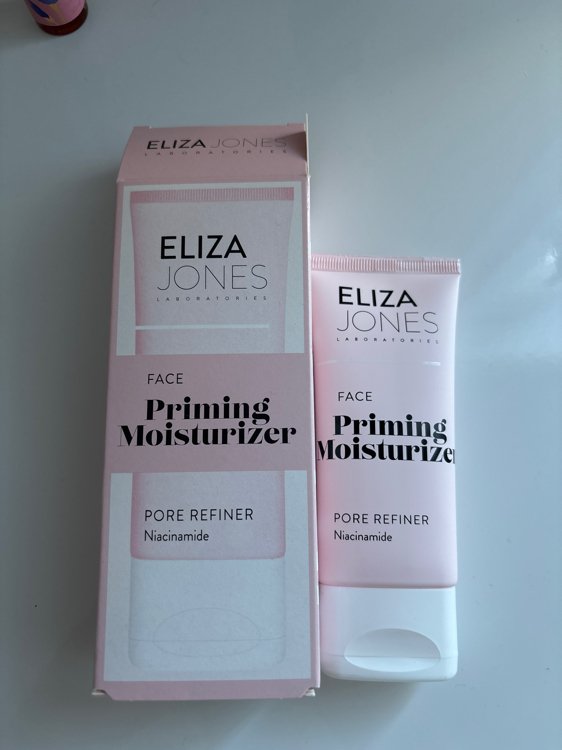 ELIZA JONES
LABORATORIES
ELIZA
JONES
LABORATORIES
FACE
Priming
Moisturizer
PORE REFINER
Niacinamide
ELIZA
JONES
LABORATORIES
FACE
Priming
Moisturizer
PORE REFINER
Niacinamide